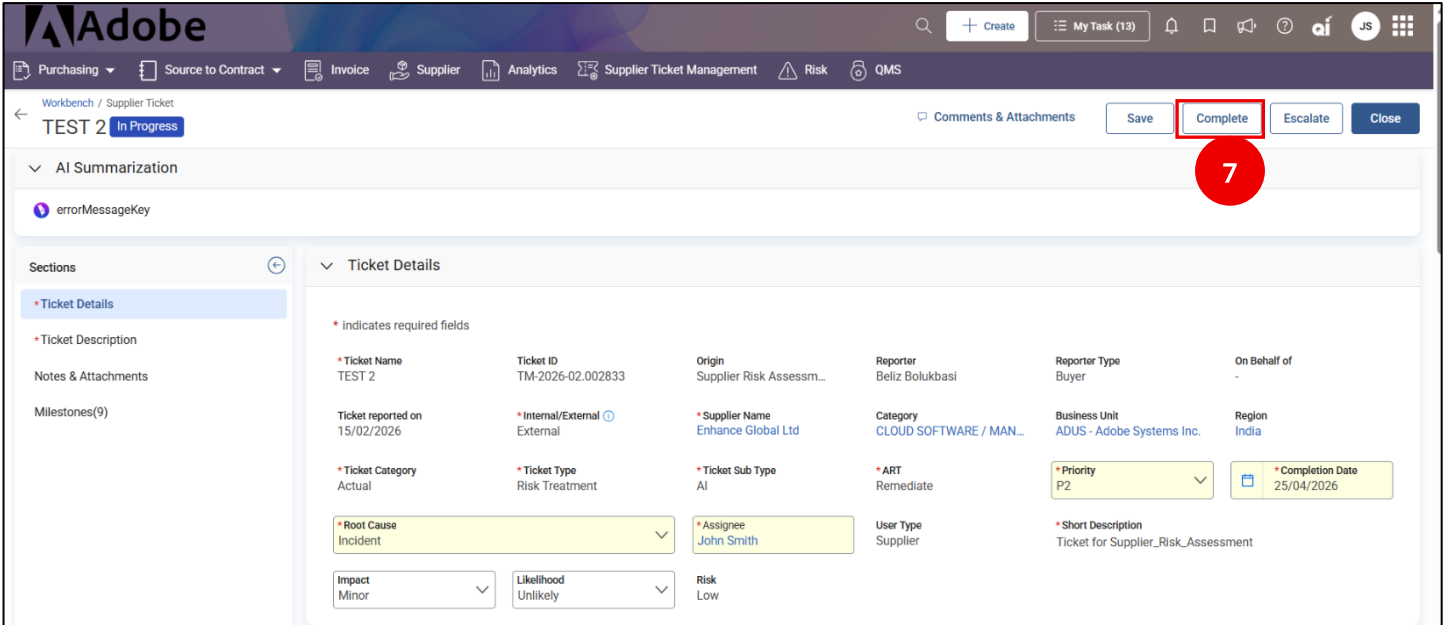 Adobe
Create
My Task (13)
JS
Purchasing
Source to Contract
Invoice
Supplier
Analytics
Supplier Ticket Management
Risk
QMS
Workbench / Supplier Ticket
TEST 2 In Progress
Comments & Attachments
Save
Complete
Escalate
Close
7
AI Summarization
errorMessageKey
Sections
*Ticket Details
*Ticket Description
Notes & Attachments
Milestones(9)
Ticket Details
* indicates required fields
*Ticket Name
TEST 2
Ticket ID
TM-2026-02.002833
Origin
Supplier Risk Assessm...
Reporter
Beliz Bolukbasi
Reporter Type
Buyer
On Behalf of
-
Ticket reported on
15/02/2026
*Internal/External
External
*Supplier Name
Enhance Global Ltd
Category
CLOUD SOFTWARE / MAN...
Business Unit
ADUS - Adobe Systems Inc.
Region
India
*Ticket Category
Actual
*Ticket Type
Risk Treatment
*Ticket Sub Type
AI
*ART
Remediate
*Priority
P2
*Completion Date
25/04/2026
*Root Cause
Incident
*Assignee
John Smith
User Type
Supplier
*Short Description
Ticket for Supplier_Risk_Assessment
Impact
Minor
Likelihood
Unlikely
Risk
Low